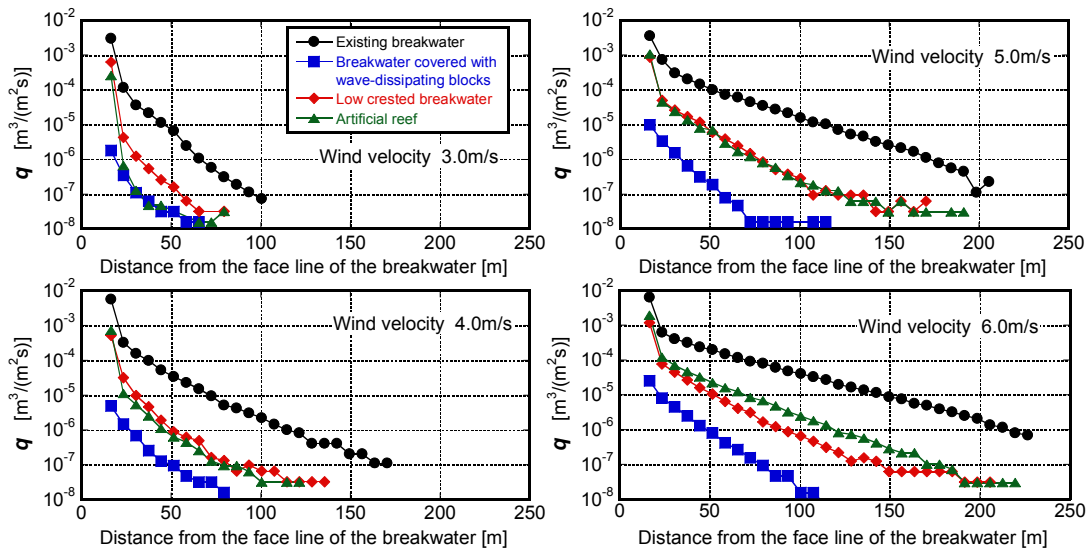 10⁻¹
10⁻²
10⁻³
10⁻⁴
10⁻⁵
10⁻⁶
10⁻⁷
10⁻⁸
q [m³/(m²s)]
Existing breakwater
Breakwater covered with
wave-dissipating blocks
Low crested breakwater
Artificial reef
Wind velocity 3.0m/s
0 50 100 150 200 250
Distance from the face line of the breakwater [m]
10⁻¹
10⁻²
10⁻³
10⁻⁴
10⁻⁵
10⁻⁶
10⁻⁷
10⁻⁸
q [m³/(m²s)]
Wind velocity 5.0m/s
0 50 100 150 200 250
Distance from the face line of the breakwater [m]
10⁻²
10⁻³
10⁻⁴
10⁻⁵
10⁻⁶
10⁻⁷
10⁻⁸
q [m³/(m²s)]
Wind velocity 4.0m/s
0 50 100 150 200 250
Distance from the face line of the breakwater [m]
10⁻²
10⁻³
10⁻⁴
10⁻⁵
10⁻⁶
10⁻⁷
10⁻⁸
q [m³/(m²s)]
Wind velocity 6.0m/s
0 50 100 150 200 250
Distance from the face line of the breakwater [m]